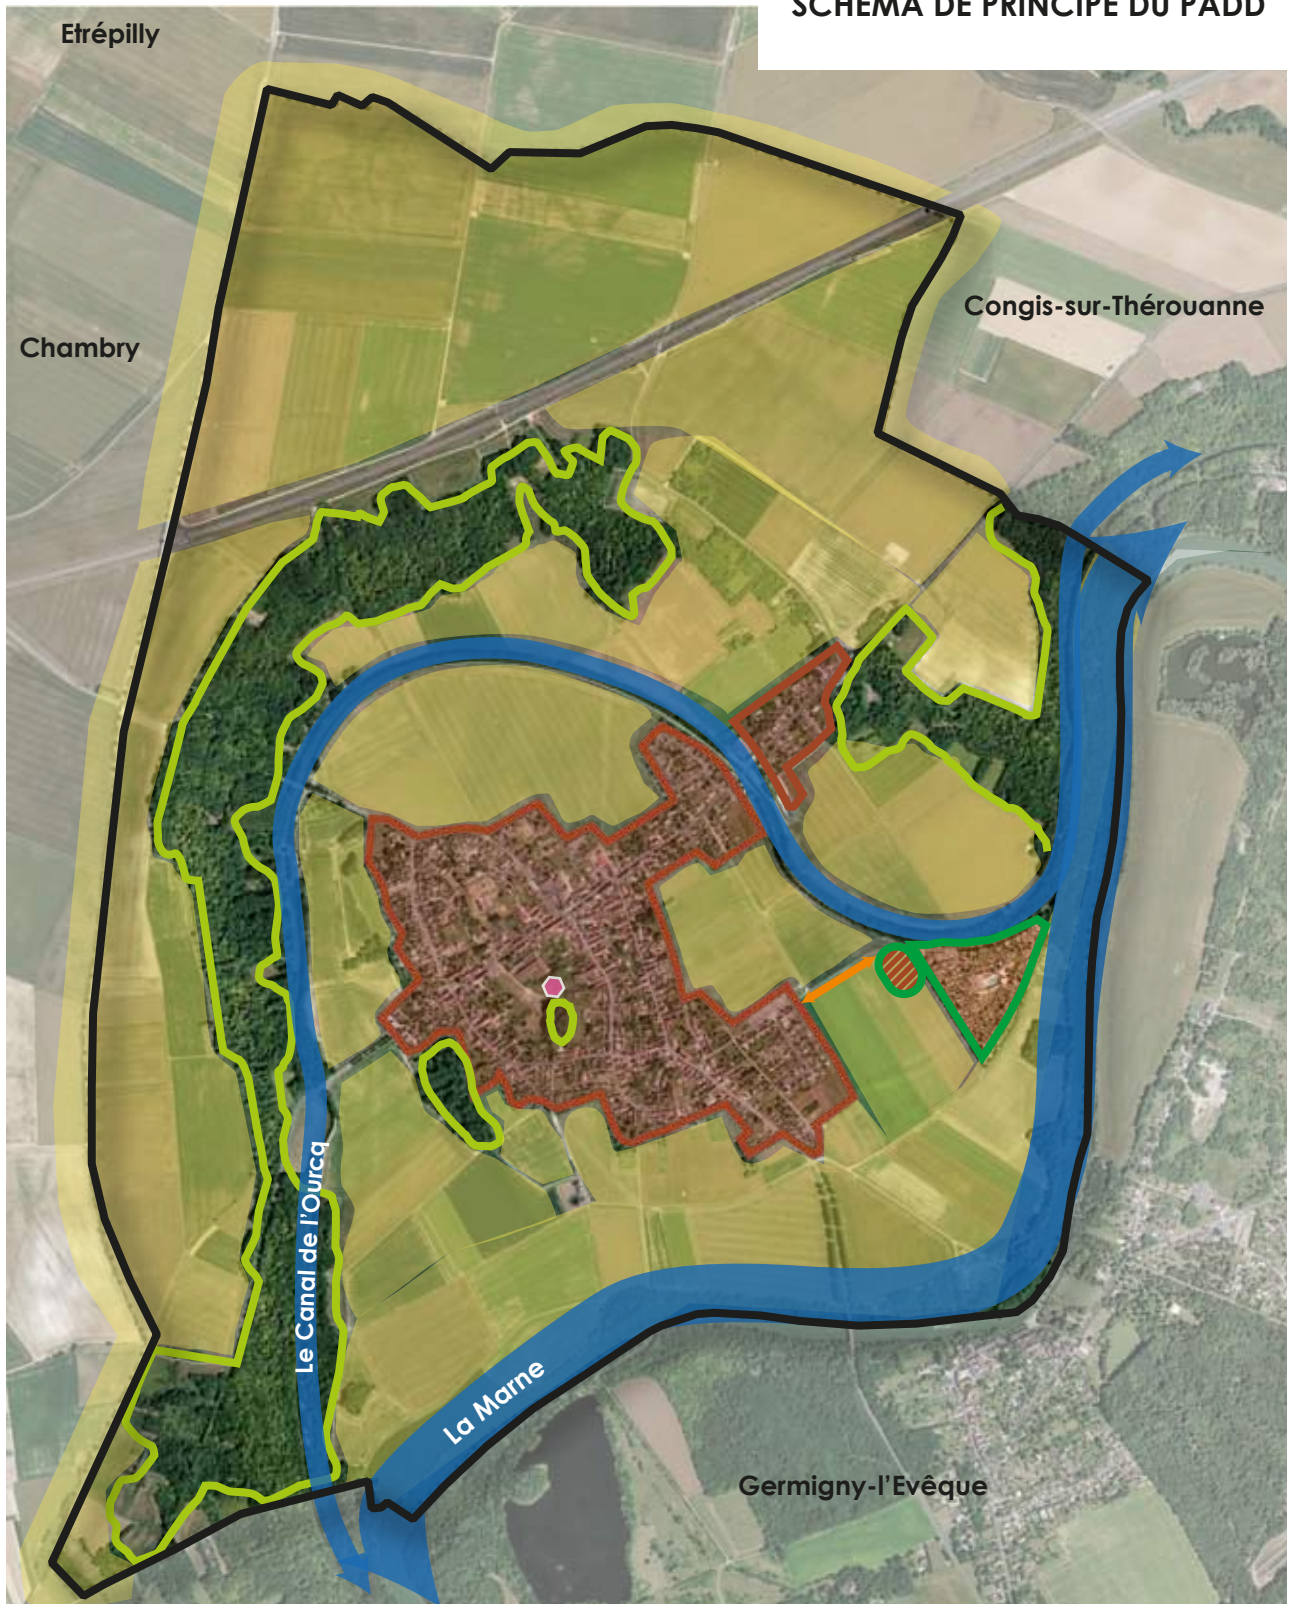 SCHÉMA DE PRINCIPE DU PADD
Etrépilly
Congis-sur-Thérouanne
Chambry
Le Canal de l'Ourcq
La Marne
Germigny-l'Evêque